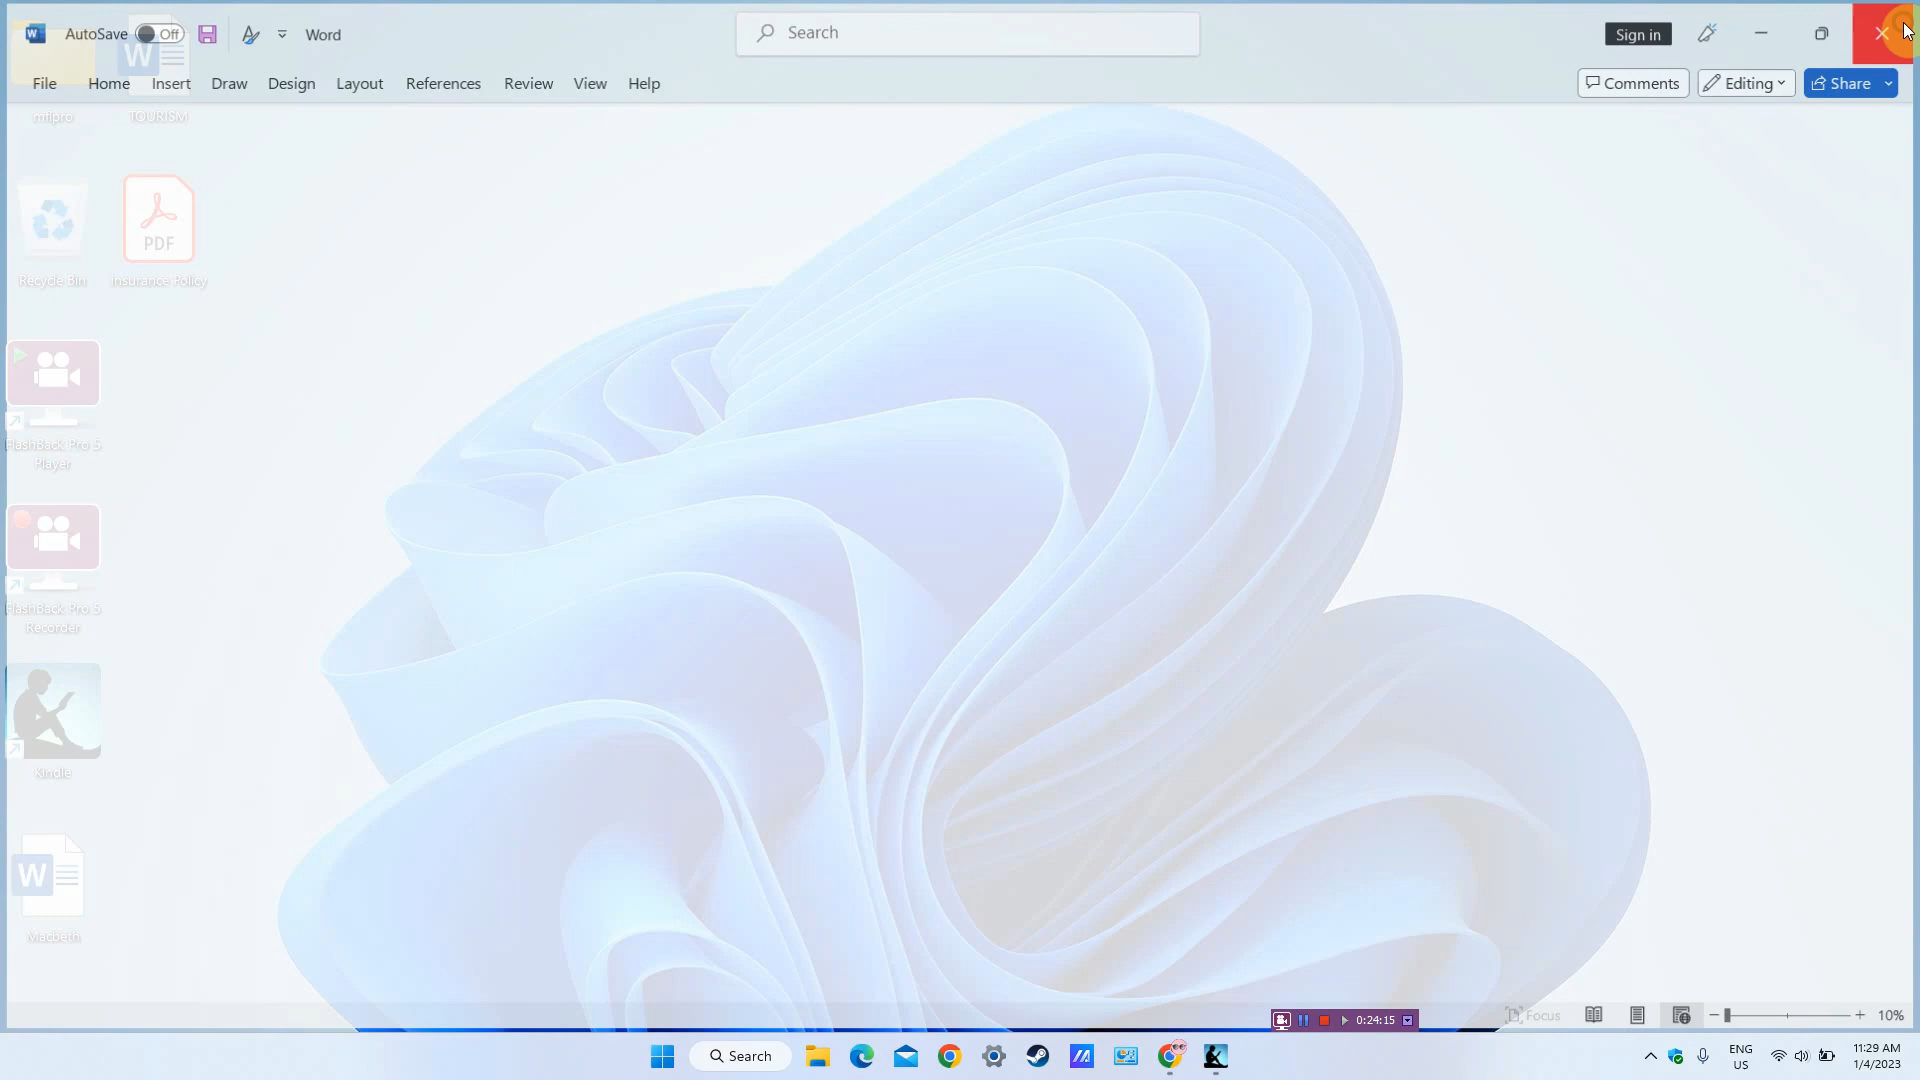 AutoSave Off Word Search Sign in
File Home Insert Draw Design Layout References Review View Help Comments Editing Share
mflpro TOURISM
W
PDF
Recycle Bin Insurance Policy
FlashBack Pro 5
Player
FlashBack Pro 5
Recorder
Kindle
W
Macbeth
0:24:15 Focus 10%
Search ENG
US 11:29 AM
1/4/2023